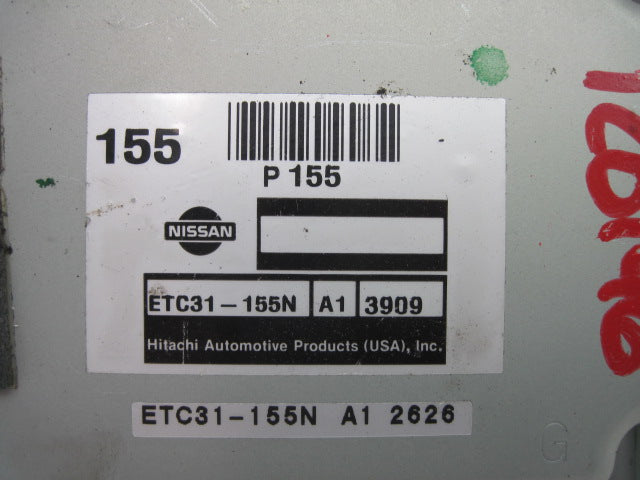 155
P 155
NISSAN
ETC31-155N A1 3909
Hitachi Automotive Products (USA), Inc.
ETC31-155N A1 2626
G